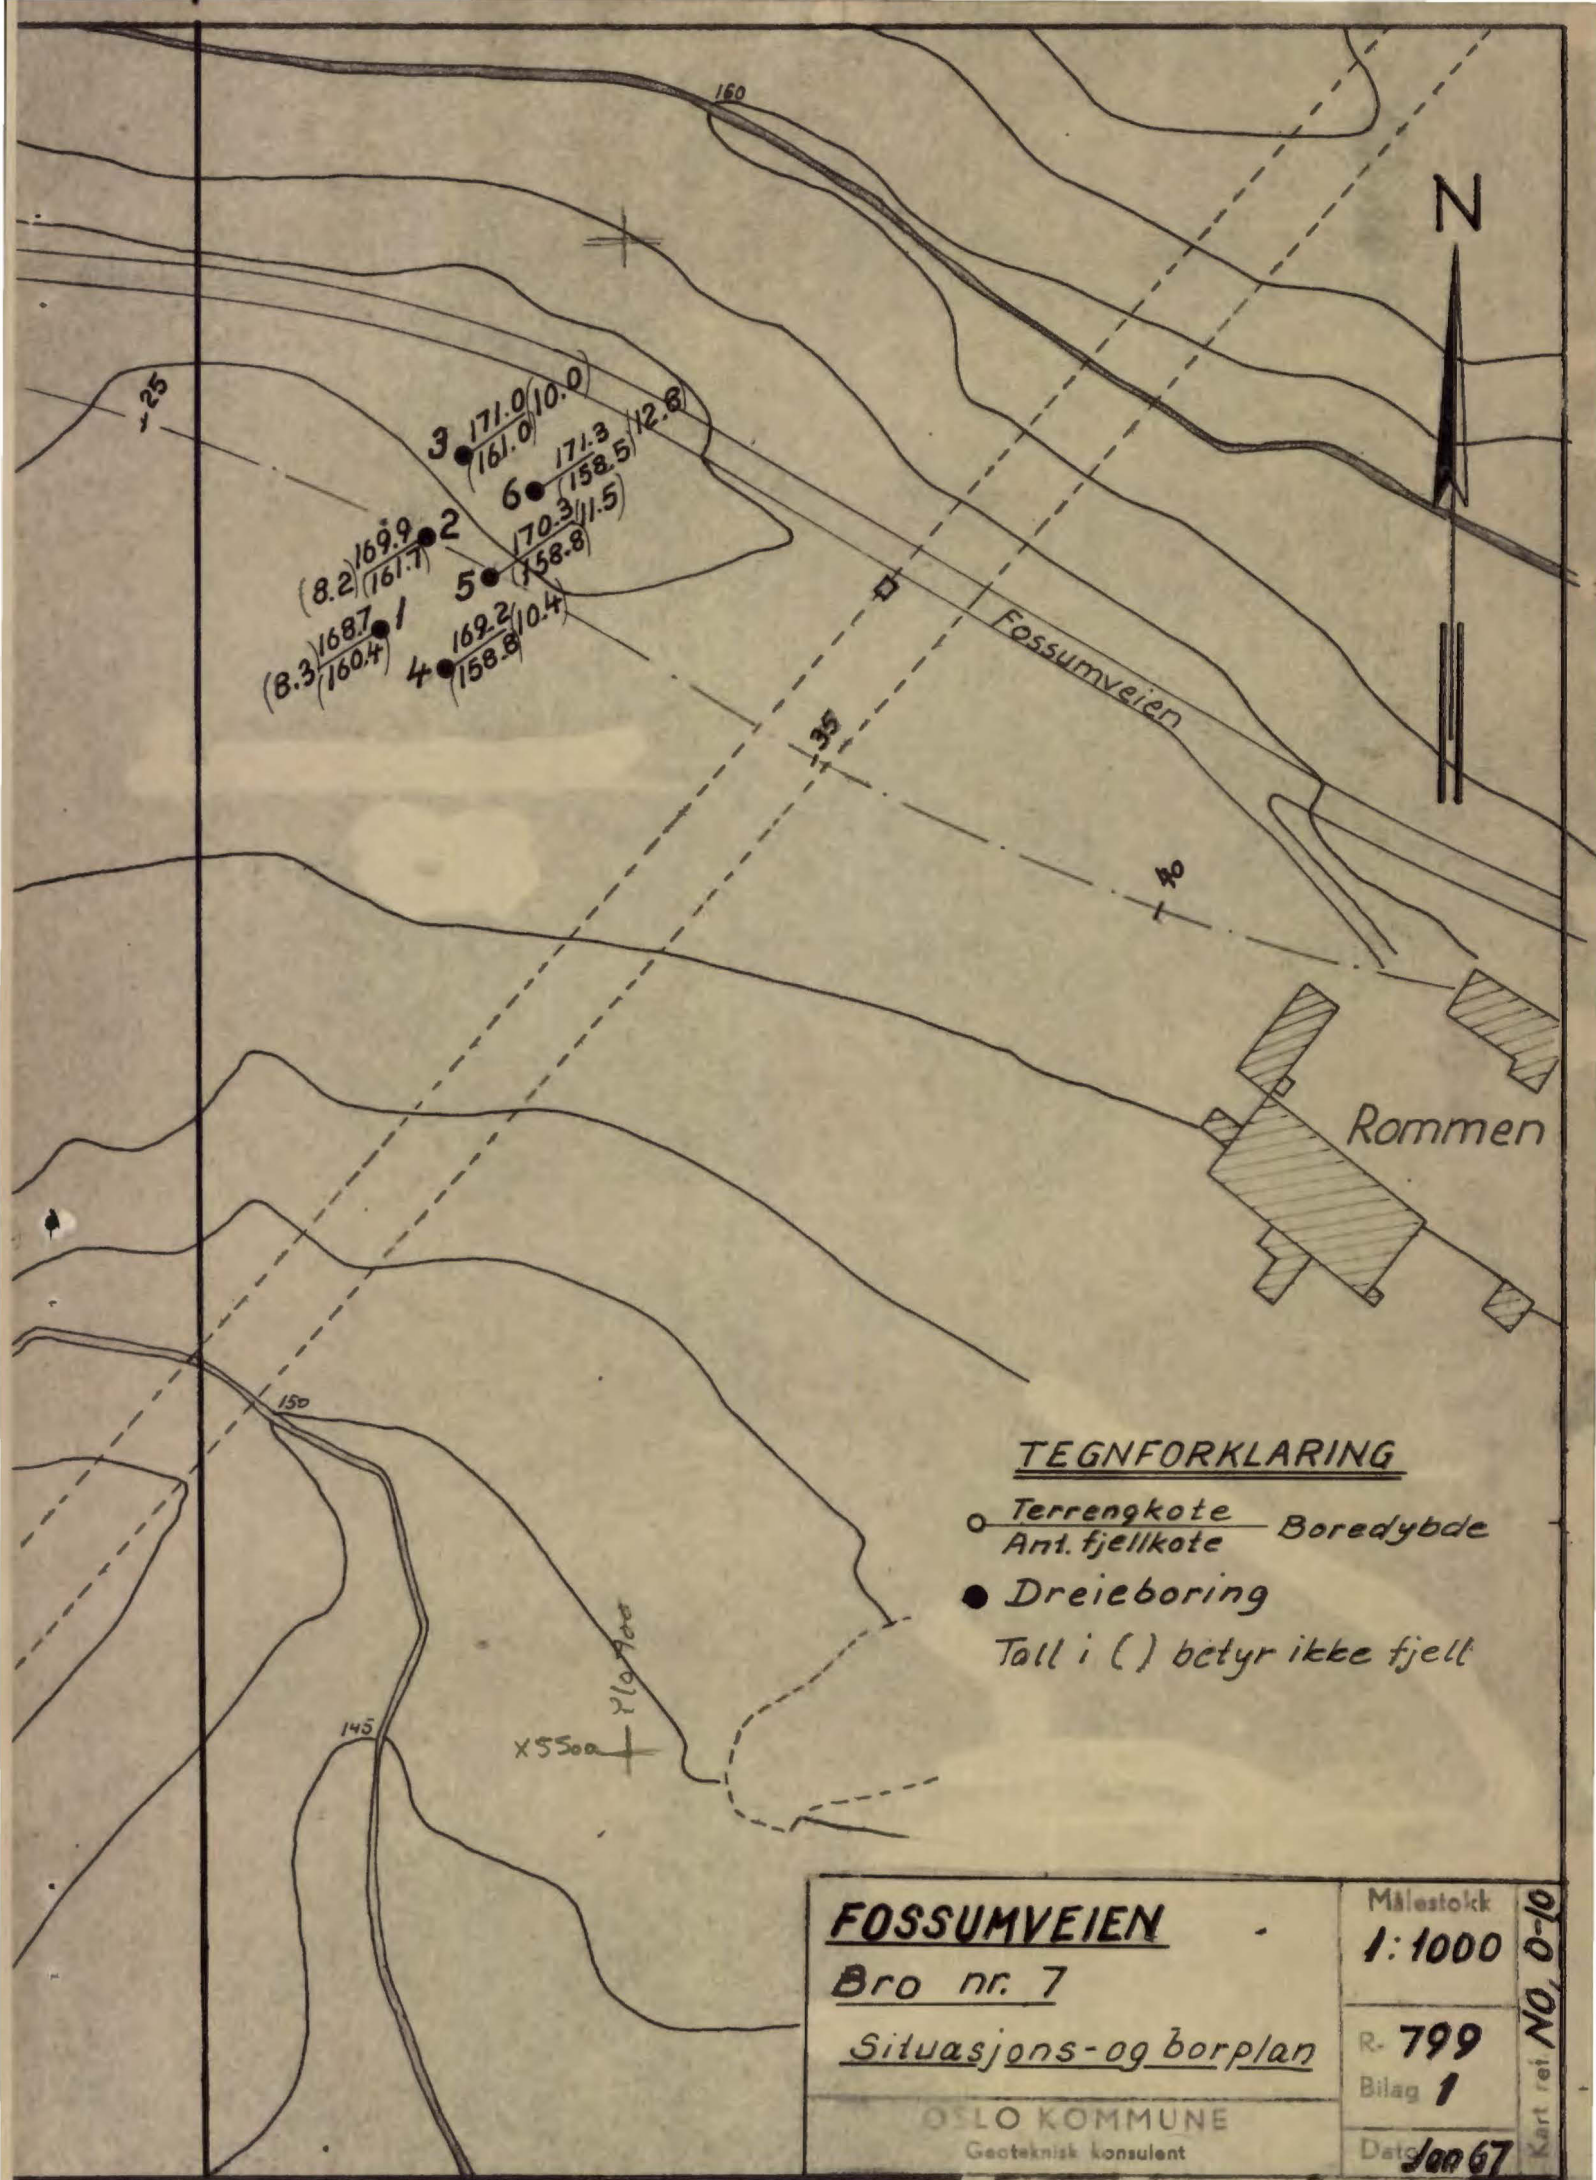 160
N
25
3 171.0 (10.0)
(161.0)
6 171.3 (12.8)
(158.5)
(8.2) 169.9 2
(161.7)
5 170.3 (11.5)
(158.8)
(8.3) 168.7 1
(160.4)
4 169.2 (10.4)
(158.8)
Fossumveien
35
40
Rommen
150
TEGNFORKLARING
Terrengkote
Ant. fjellkote
Boredybde
Dreieboring
Tall i ( ) betyr ikke fjell
145
X5500
FOSSUMVEIEN
Bro nr. 7
Situasjons- og borplan
OSLO KOMMUNE
Geoteknisk konsulent
Målestokk
1:1000
R- 799
Bilag 1
Dato Jan 67
Kart ref. NO, O-10